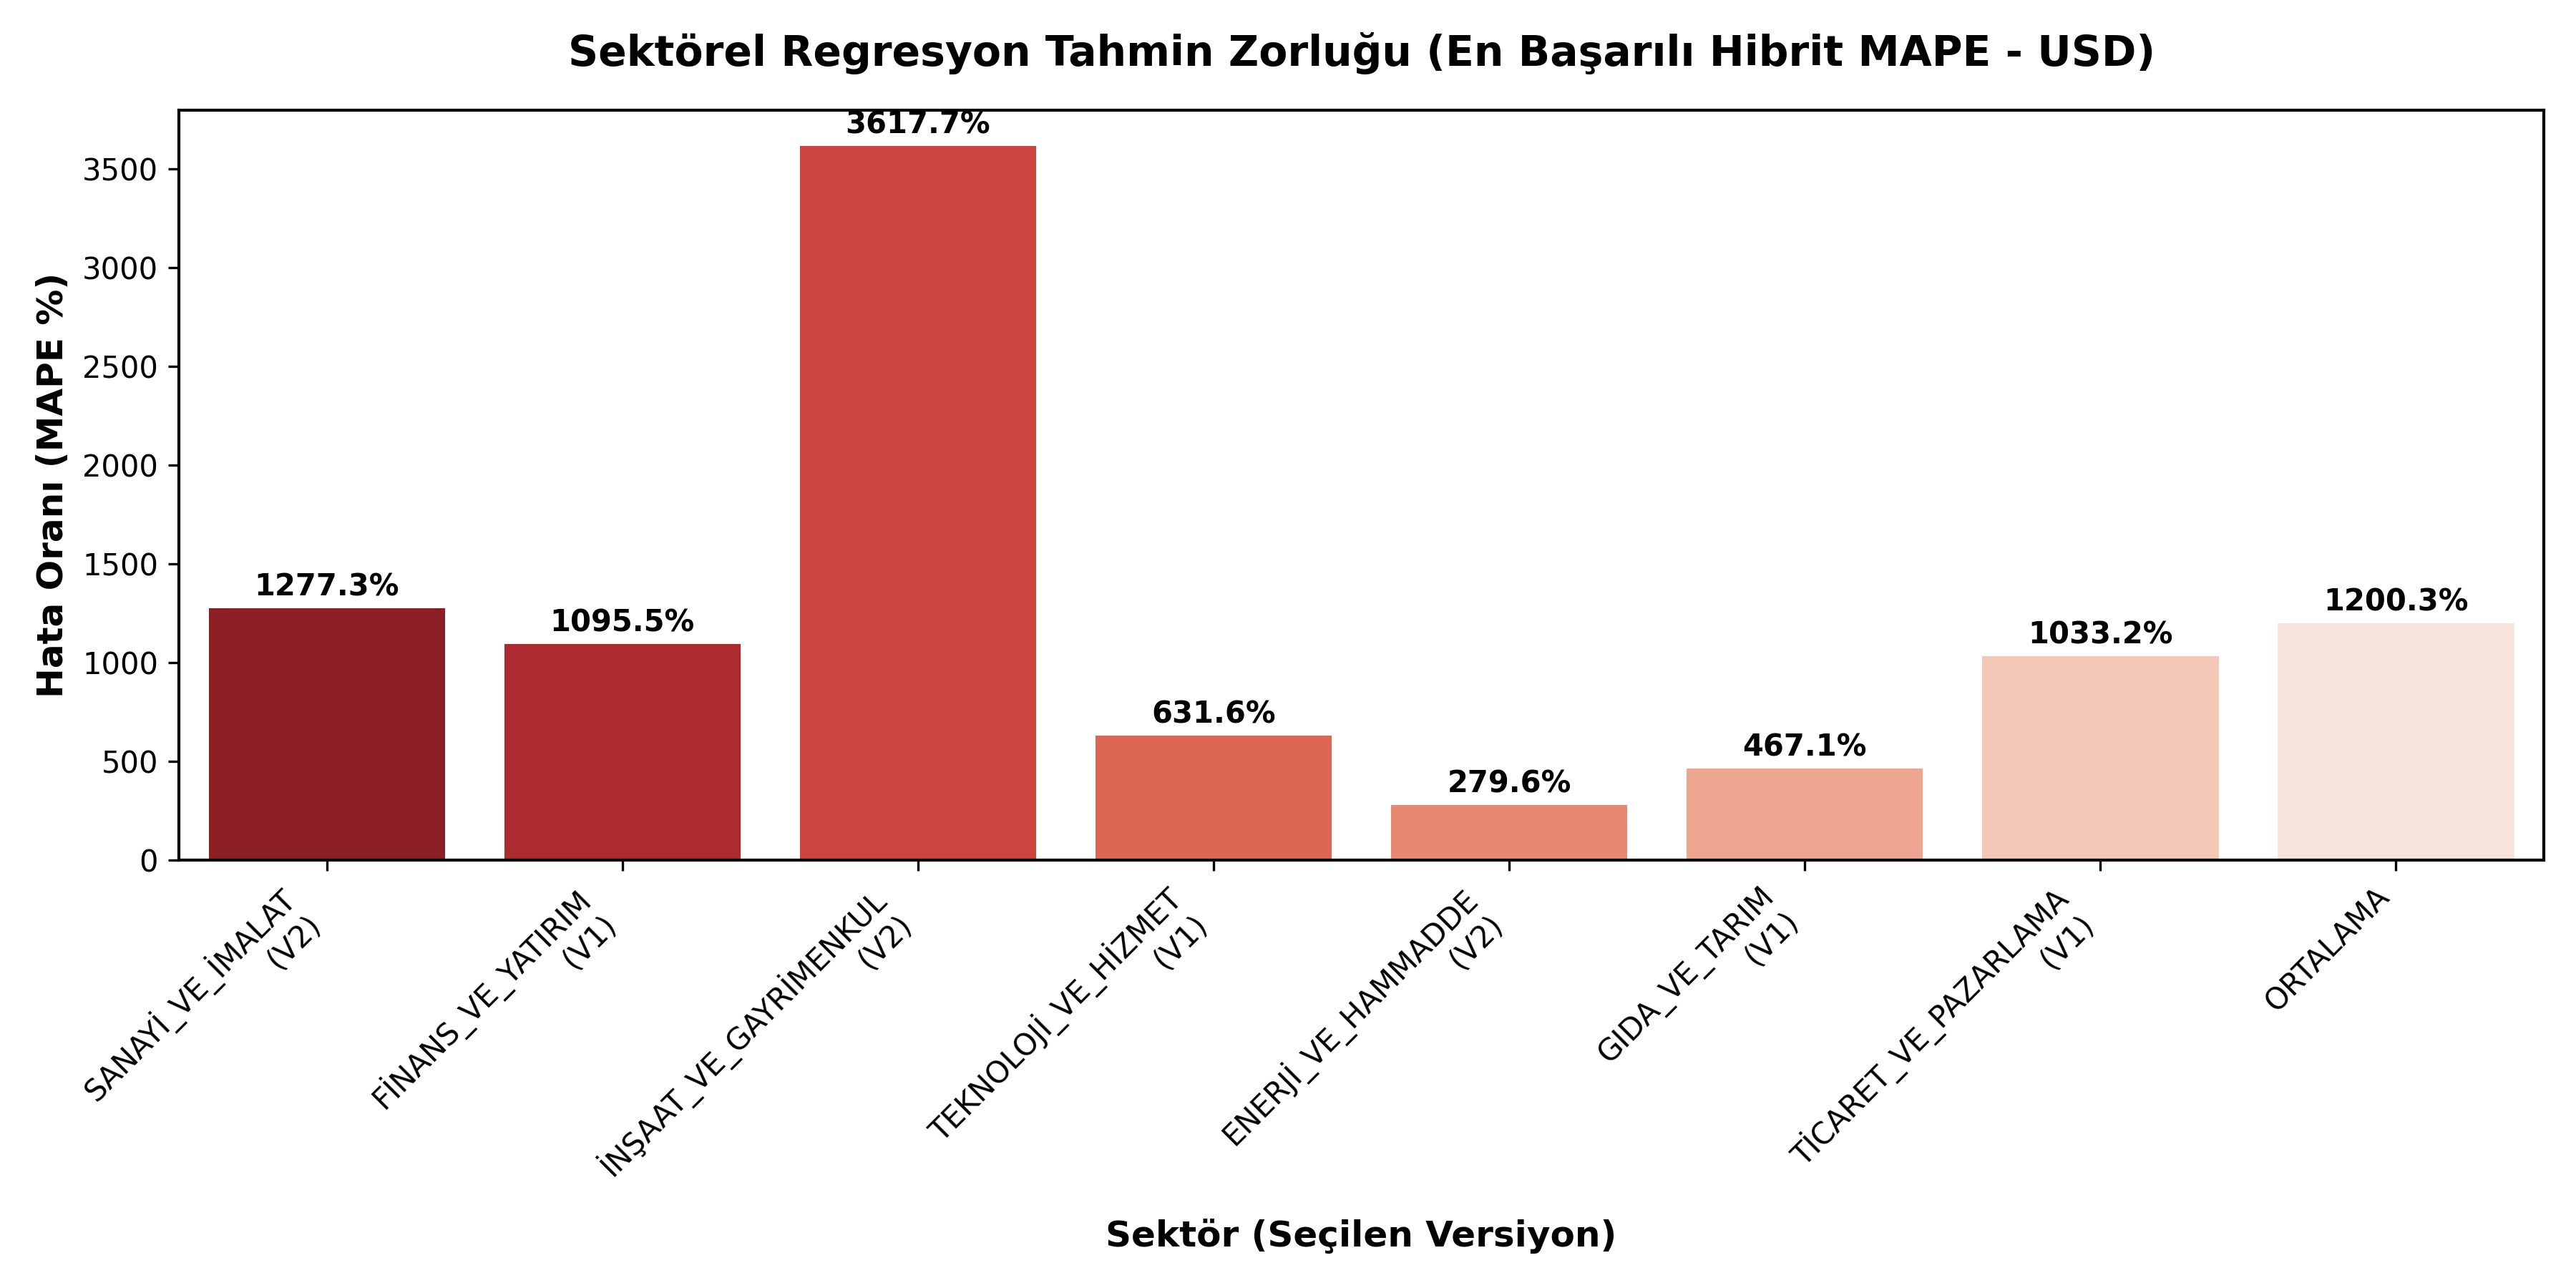 Sektörel Regresyon Tahmin Zorluğu (En Başarılı Hibrit MAPE - USD)
Hata Oranı (MAPE %)
3500
3000
2500
2000
1500
1000
500
0
1277.3%
1095.5%
3617.7%
631.6%
279.6%
467.1%
1033.2%
1200.3%
SANAYİ_VE_İMALAT
(V2)
FİNANS_VE_YATIRIM
(V1)
İNŞAAT_VE_GAYRİMENKUL
(V2)
TEKNOLOJİ_VE_HİZMET
(V1)
ENERJİ_VE_HAMMADDE
(V2)
GIDA_VE_TARIM
(V1)
TİCARET_VE_PAZARLAMA
(V1)
ORTALAMA
Sektör (Seçilen Versiyon)